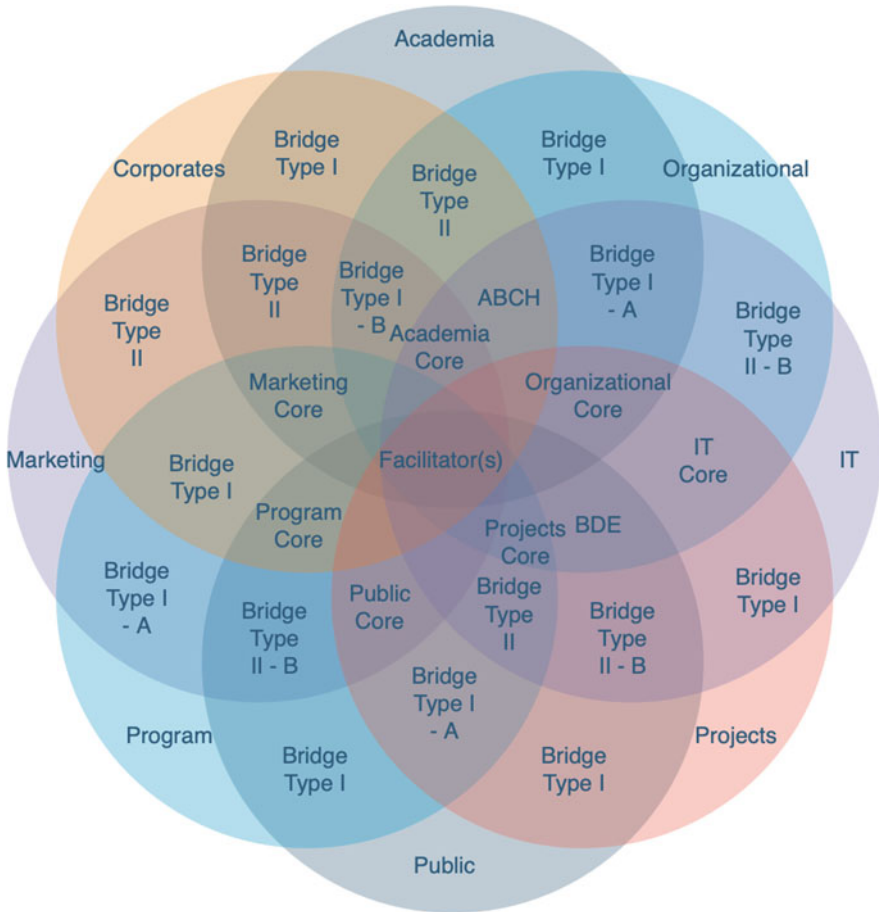 Academia
Bridge
Type I
Bridge
Type I
Corporates
Organizational
Bridge
Type
II
Bridge
Type
II
Bridge
Type I
- B
ABCH
Bridge
Type I
- A
Bridge
Type
II
Bridge
Type
II - B
Academia
Core
Marketing
Core
Organizational
Core
Marketing
Bridge
Type I
Facilitator(s)
IT
Core
IT
Program
Core
Projects
Core
BDE
Bridge
Type I
- A
Bridge
Type
II - B
Public
Core
Bridge
Type
II
Bridge
Type
II - B
Bridge
Type I
Program
Bridge
Type I
- A
Projects
Bridge
Type I
Bridge
Type I
Public